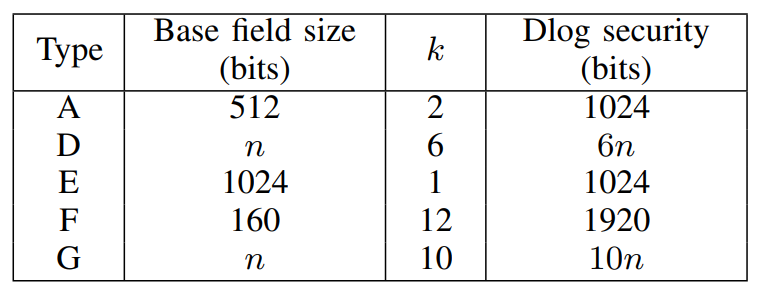 Type Base field size (bits) k Dlog security (bits)
A 512 2 1024
D n 6 6n
E 1024 1 1024
F 160 12 1920
G n 10 10n